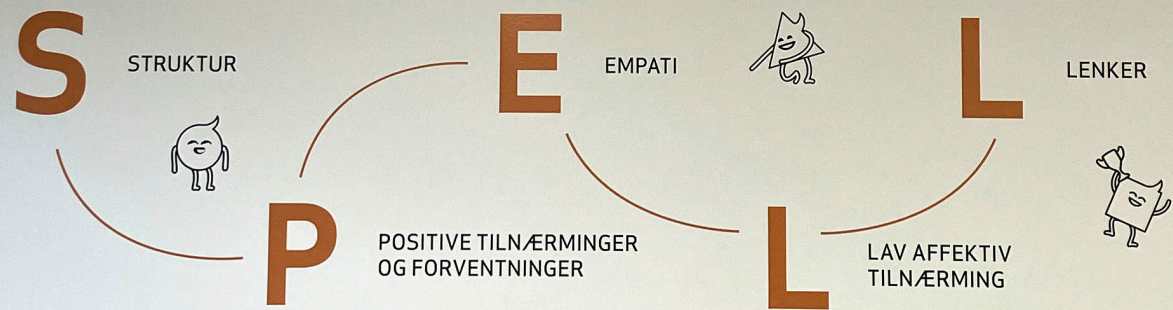 S
STRUKTUR
P
POSITIVE TILNÆRMINGER
OG FORVENTNINGER
E
EMPATI
L
LAV AFFEKTIV
TILNÆRMING
L
LENKER